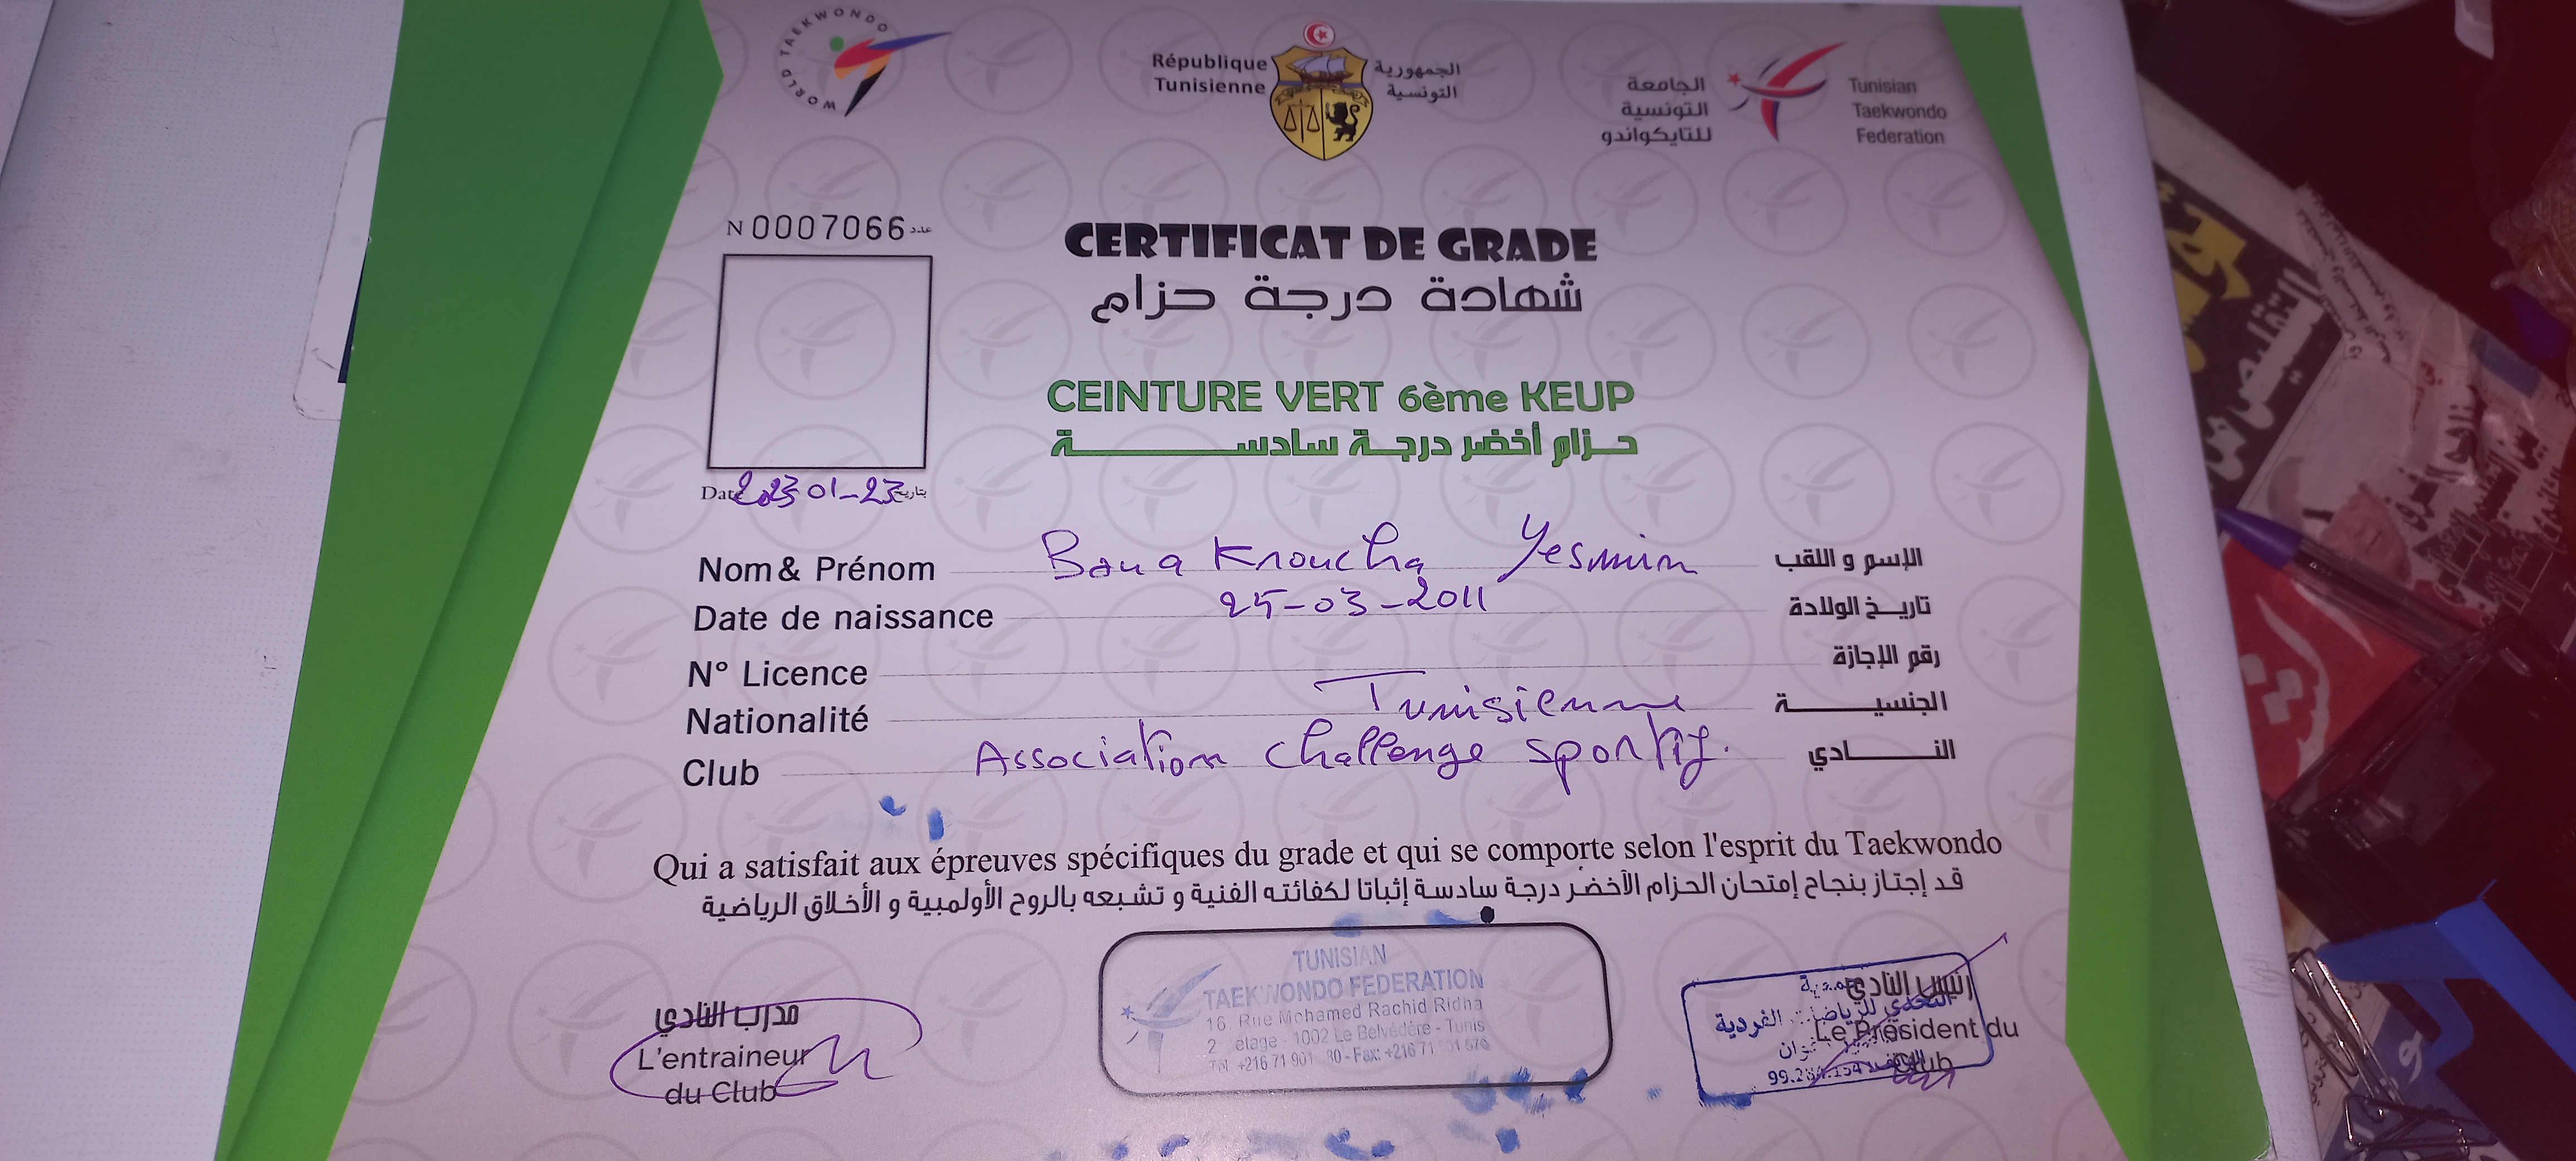 WORLD TAEKWONDO
République Tunisienne
الجمهورية التونسية
الجامعة التونسية للتايكواندو
Tunisian Taekwondo Federation
N 0007066 عدد
CERTIFICAT DE GRADE
شهادة درجة حزام
CEINTURE VERT 6ème KEUP
حزام أخضر درجة سادسة
Date 2023-01-23 بتاريخ
Nom & Prénom Yesmin الإسم و اللقب
Date de naissance 25-03-2011 تاريخ الولادة
N° Licence رقم الإجازة
Nationalité Tunisienne الجنسية
Club Association challenge sportif. النادي
Qui a satisfait aux épreuves spécifiques du grade et qui se comporte selon l'esprit du Taekwondo
قد إجتاز بنجاح إمتحان الحزام الأخضر درجة سادسة إثباتا لكفائته الفنية و تشبعه بالروح الأولمبية و الأخلاق الرياضية
مدرب النادي
L'entraineur
du Club
TUNISIAN
TAEKWONDO FEDERATION
16, Rue Mohamed Rachid Ridha
1002 Le Belvédère - Tunis
رئيس النادي
التحدي للرياضات الفردية
Le Président du
Club